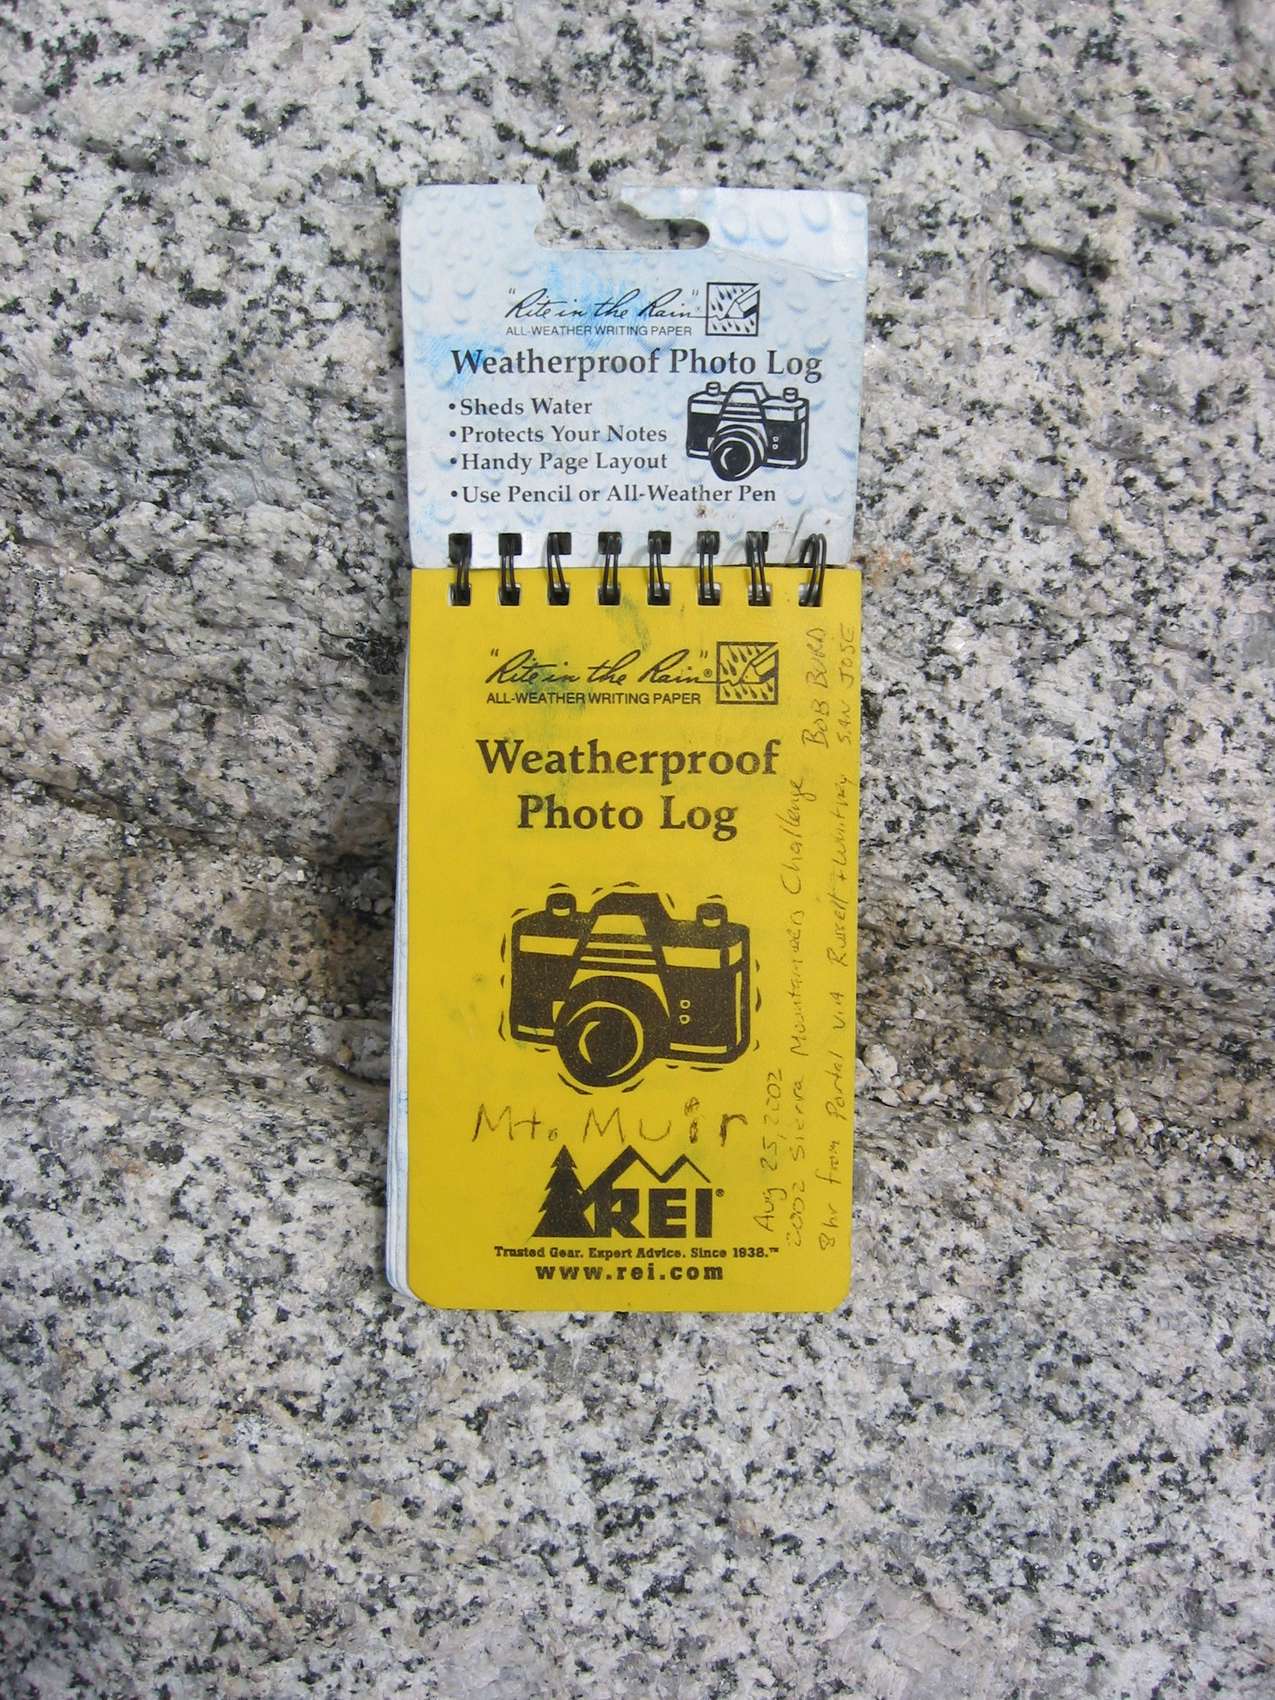 "Rite in the Rain"
ALL-WEATHER WRITING PAPER
Weatherproof Photo Log
•Sheds Water
•Protects Your Notes
•Handy Page Layout
•Use Pencil or All-Weather Pen
"Rite in the Rain"®
ALL-WEATHER WRITING PAPER
Weatherproof
Photo Log
Mt. Muir
REI®
Trusted Gear. Expert Advice. Since 1938.™
www.rei.com
Aug 25, 2002
2002 Sierra Mountaineers Challenge
BOB BURD
8 hr from Portal VIA Russell + Whitney
SAN JOSE